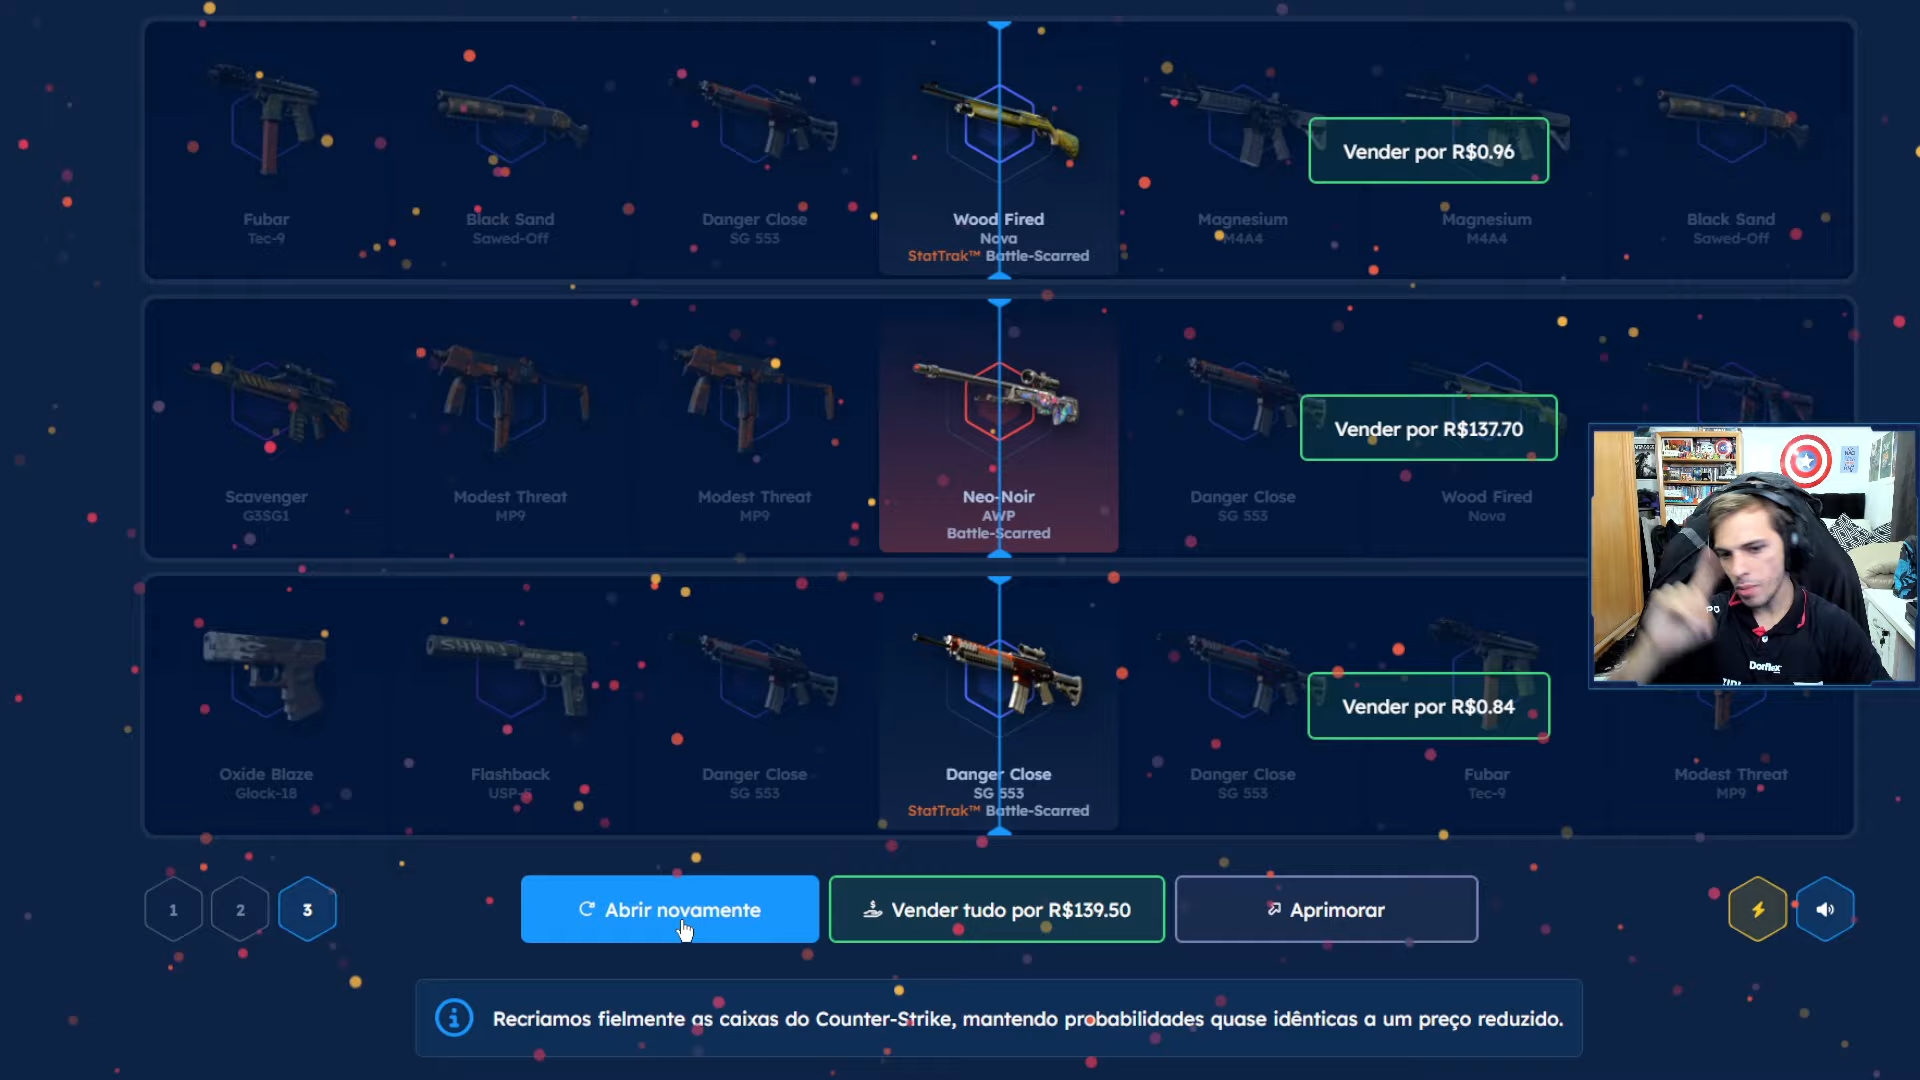 Fubar
Tec-9
Black Sand
Sawed-Off
Danger Close
SG 553
Wood Fired
Nova
StatTrak™ Battle-Scarred
Magnesium
M4A4
Magnesium
M4A4
Black Sand
Sawed-Off
Vender por R$0.96
Scavenger
G3SG1
Modest Threat
MP9
Modest Threat
MP9
Neo-Noir
AWP
Battle-Scarred
Danger Close
SG 553
Wood Fired
Nova
Vender por R$137.70
Oxide Blaze
Glock-18
Flashback
USP-S
Danger Close
SG 553
Danger Close
SG 553
StatTrak™ Battle-Scarred
Danger Close
SG 553
Fubar
Tec-9
Modest Threat
MP9
Vender por R$0.84
Dorflex
1
2
3
Abrir novamente
Vender tudo por R$139.50
Aprimorar
Recriamos fielmente as caixas do Counter-Strike, mantendo probabilidades quase idênticas a um preço reduzido.